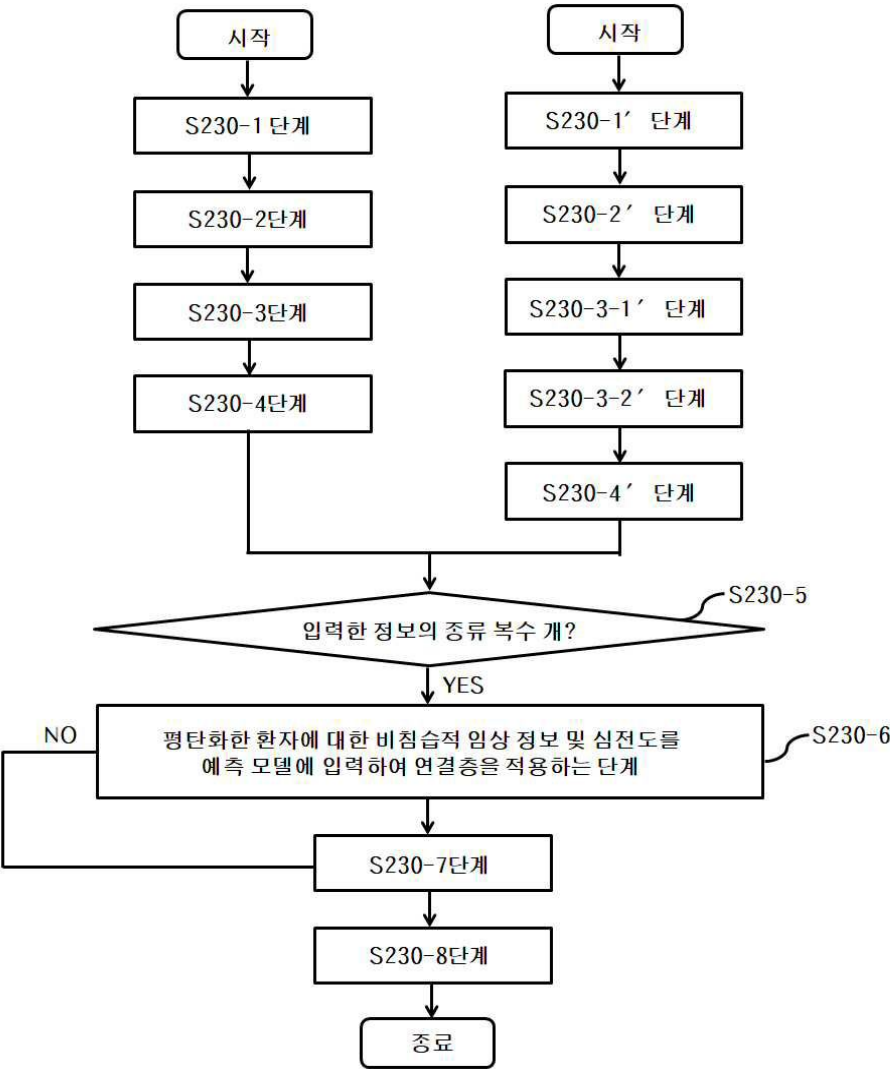 시작
S230-1 단계
S230-2단계
S230-3단계
S230-4단계
시작
S230-1′ 단계
S230-2′ 단계
S230-3-1′ 단계
S230-3-2′ 단계
S230-4′ 단계
입력한 정보의 종류 복수 개?
S230-5
YES
NO
평탄화한 환자에 대한 비침습적 임상 정보 및 심전도를
예측 모델에 입력하여 연결층을 적용하는 단계
S230-6
S230-7단계
S230-8단계
종료